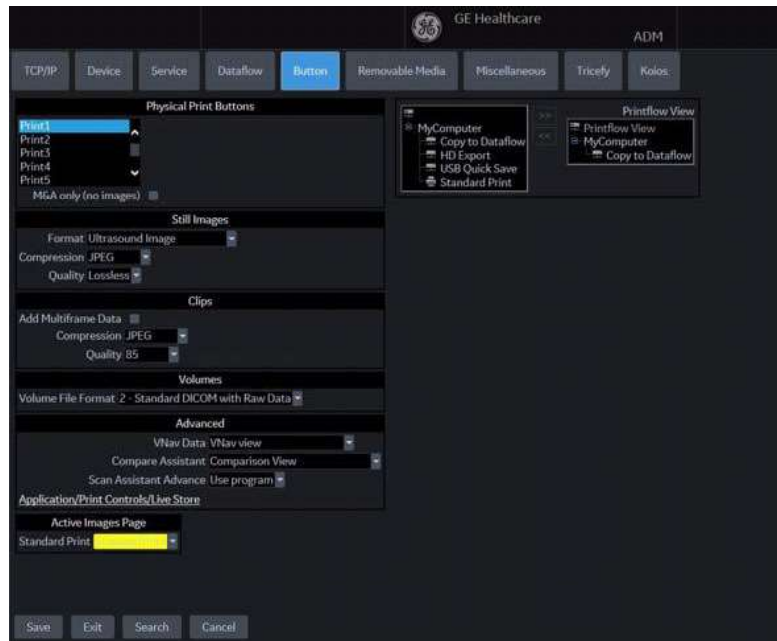 GE Healthcare
ADM
TCP/IP Device Service Dataflow Button Removable Media Miscellaneous Tricefy Koios
Physical Print Buttons
Print1
Print2
Print3
Print4
Print5
M&A only (no images)
Still Images
Format Ultrasound Image
Compression JPEG
Quality Lossless
Clips
Add Multiframe Data
Compression JPEG
Quality 85
Volumes
Volume File Format 2 - Standard DICOM with Raw Data
Advanced
VNav Data VNav view
Compare Assistant Comparison View
Scan Assistant Advance Use program
Application/Print Controls/Live Store
Active Images Page
Standard Print
MyComputer
Copy to Dataflow
HD Export
USB Quick Save
Standard Print
>>
<<
Printflow View
Printflow View
MyComputer
Copy to Dataflow
Save Exit Search Cancel